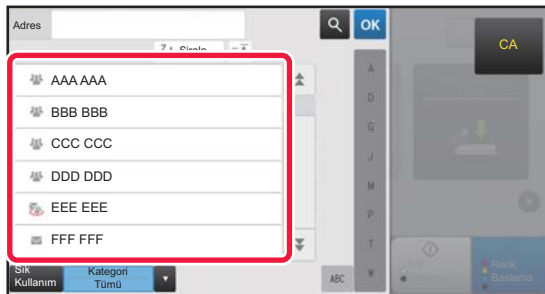 Adres
OK
CA
Sırala
AAA AAA
BBB BBB
CCC CCC
DDD DDD
EEE EEE
FFF FFF
A
D
G
J
M
P
T
W
Sık
Kullanım
Kategori
Tümü
ABC
S/B
Renk
Başlama